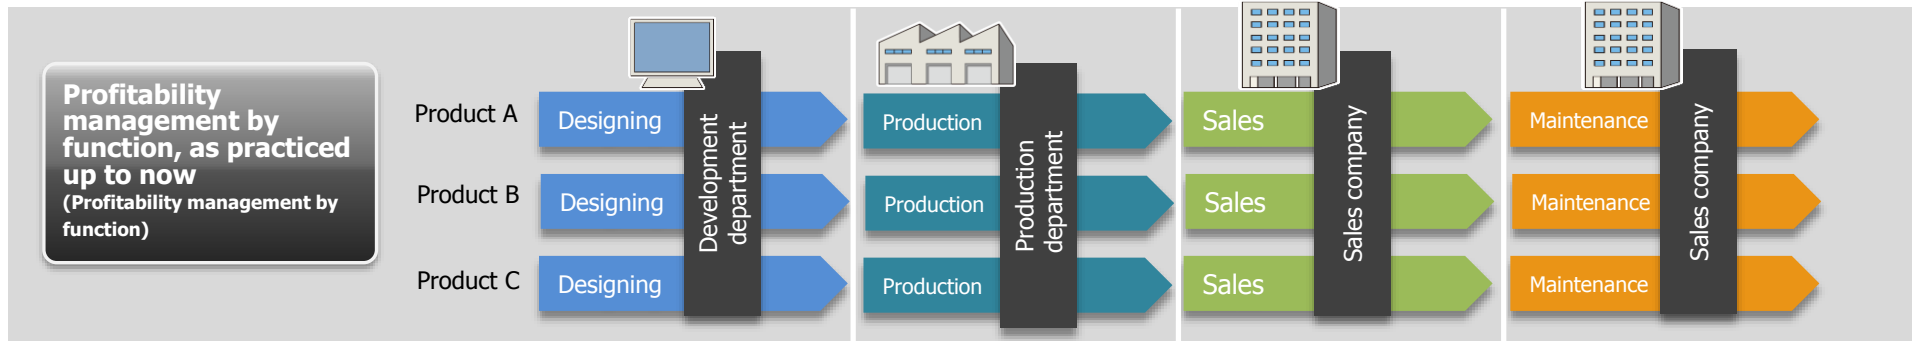 Profitability
management by
function, as practiced
up to now
(Profitability management by
function)
Product A
Designing
Production
Sales
Maintenance
Product B
Designing
Production
Sales
Maintenance
Product C
Designing
Production
Sales
Maintenance
Development
department
Production
department
Sales company
Sales company